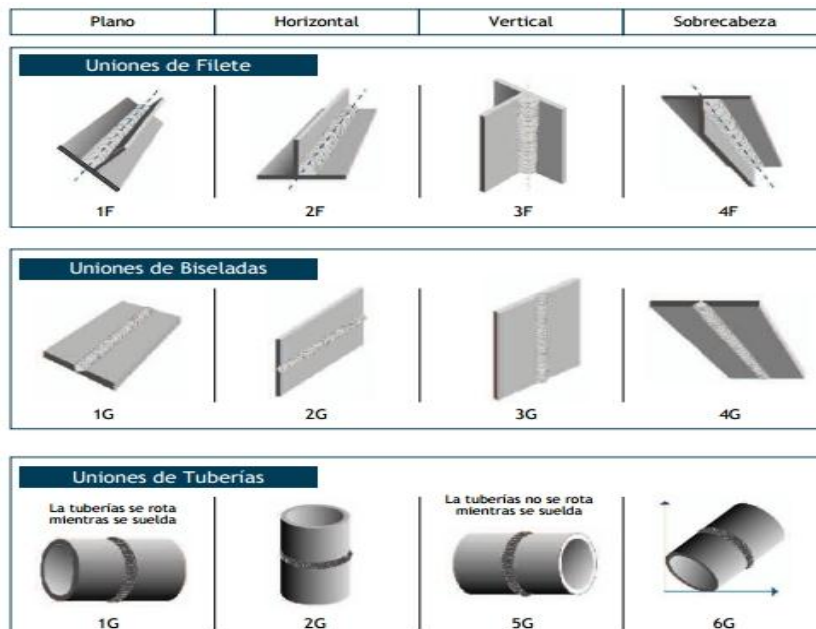 Plano
Horizontal
Vertical
Sobrecabeza
Uniones de Filete
1F
2F
3F
4F
Uniones de Biseladas
1G
2G
3G
4G
Uniones de Tuberías
La tuberías se rota
mientras se suelda
La tuberías no se rota
mientras se suelda
1G
2G
5G
6G